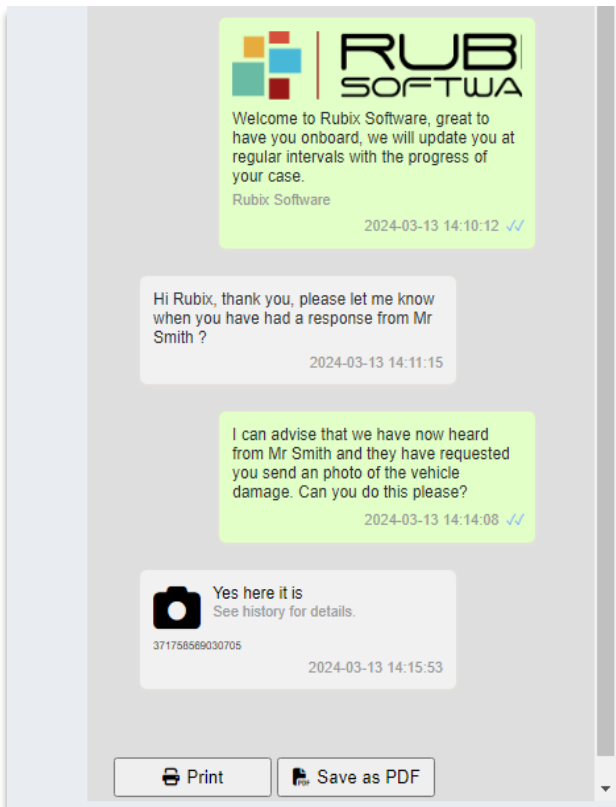 RUB
SOFTWA
Welcome to Rubix Software, great to
have you onboard, we will update you at
regular intervals with the progress of
your case.
Rubix Software
2024-03-13 14:10:12
Hi Rubix, thank you, please let me know
when you have had a response from Mr
Smith ?
2024-03-13 14:11:15
I can advise that we have now heard
from Mr Smith and they have requested
you send an photo of the vehicle
damage. Can you do this please?
2024-03-13 14:14:08
Yes here it is
See history for details.
371758569030705
2024-03-13 14:15:53
Print
PDF Save as PDF